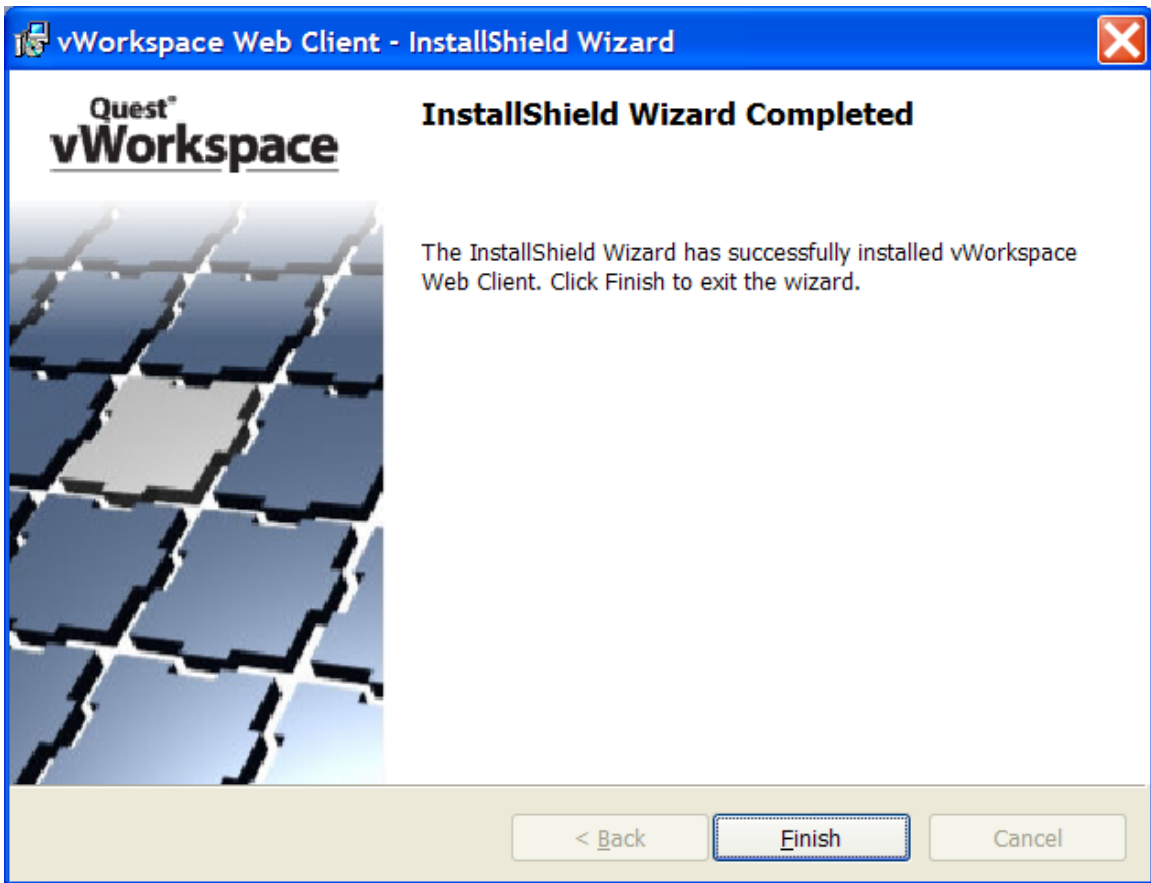 vWorkspace Web Client - InstallShield Wizard
Quest™
vWorkspace
InstallShield Wizard Completed
The InstallShield Wizard has successfully installed vWorkspace
Web Client. Click Finish to exit the wizard.
< Back
Finish
Cancel